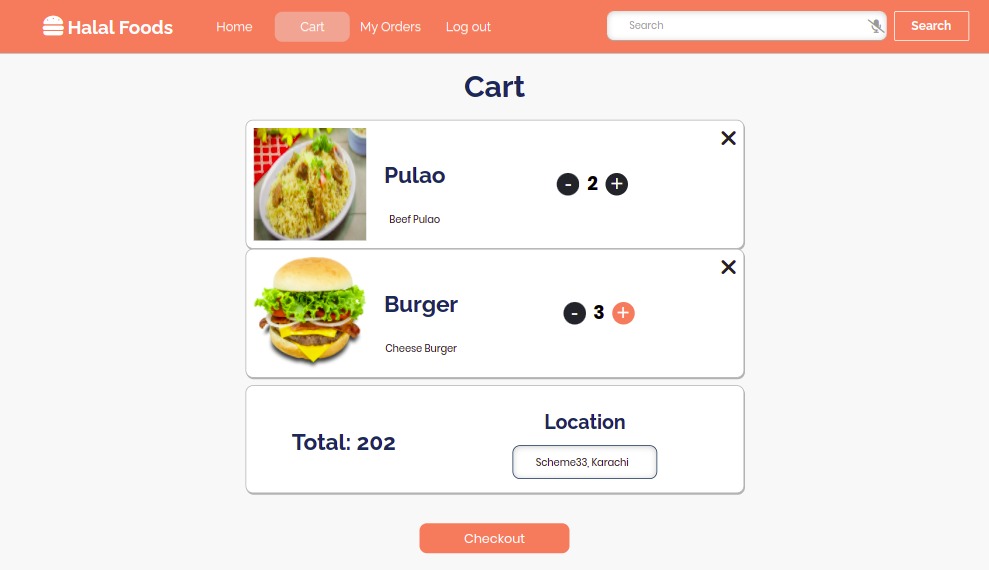 Halal Foods Home Cart My Orders Log out Search Search
Cart
Pulao
- 2 +
Beef Pulao
Burger
- 3 +
Cheese Burger
Location
Total: 202
Scheme33, Karachi
Checkout